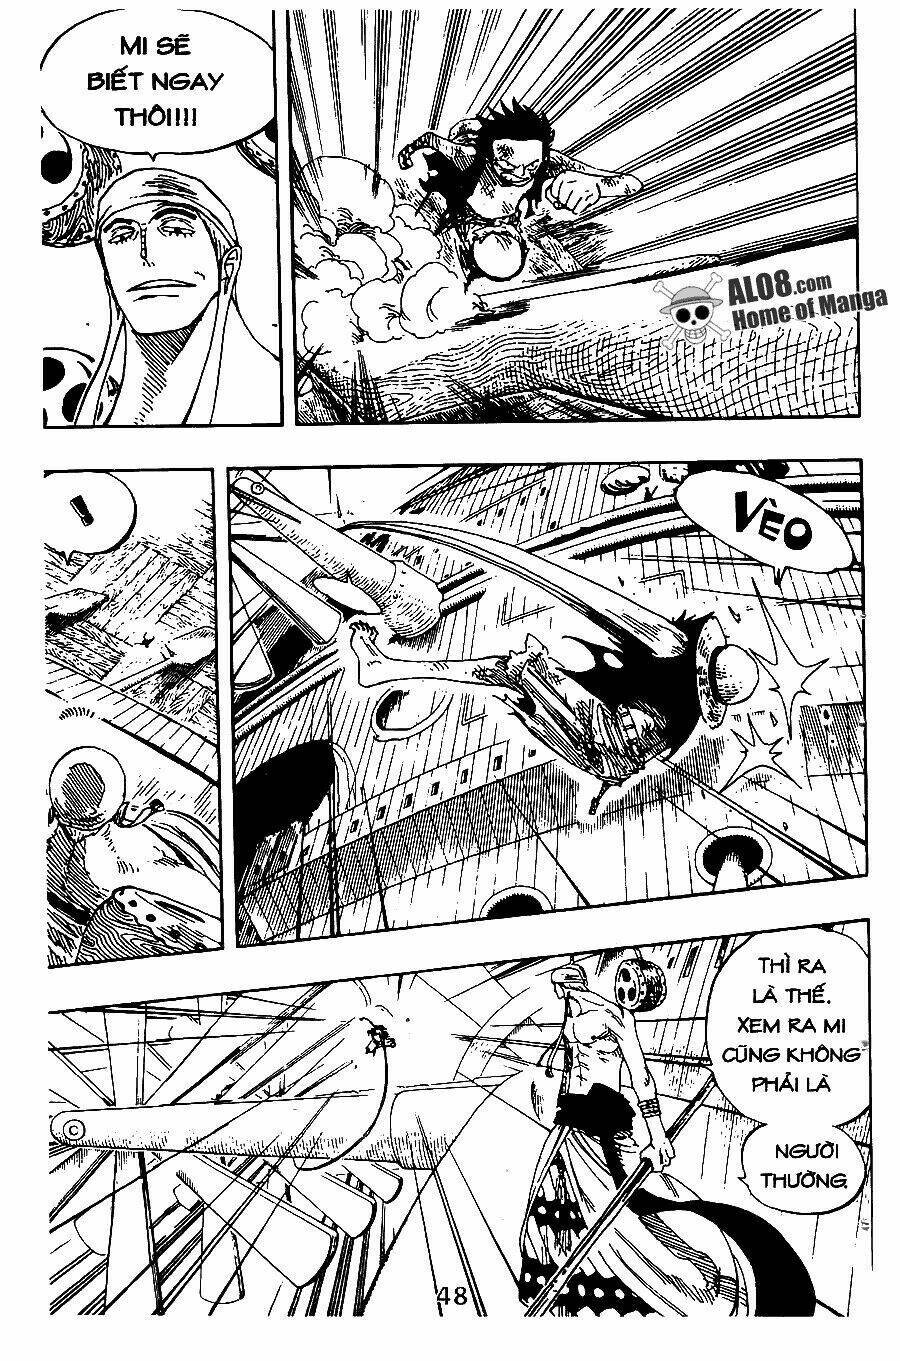 MI SẼ
BIẾT NGAY
THÔI!!!
AL08.com
Home of Manga
!
VÈO
THÌ RA
LÀ THẾ.
XEM RA MI
CŨNG KHÔNG
PHẢI LÀ
NGƯỜI
THƯỜNG
48